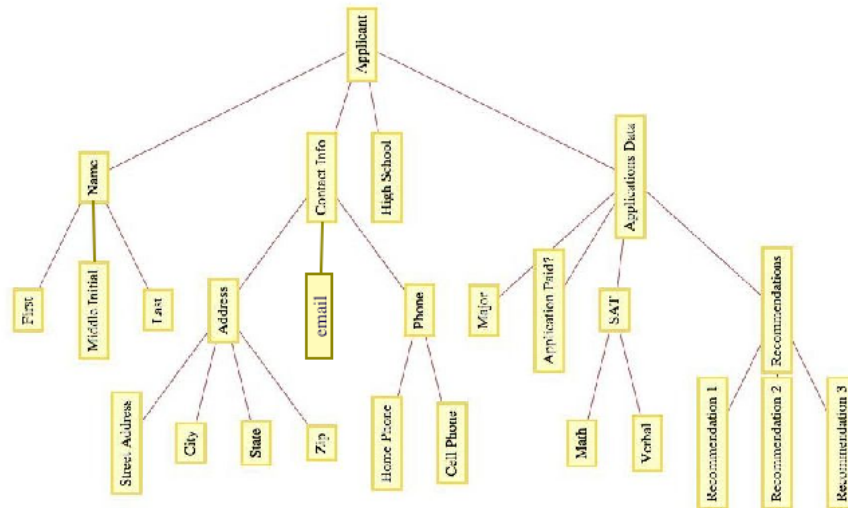 Applicant
Name
Contact Info
High School
Applications Data
First
Middle Initial
Last
Address
email
Phone
Major
Application Paid?
SAT
Recommendations
Street Address
City
State
Zip
Home Phone
Cell Phone
Math
Verbal
Recommendation 1
Recommendation 2
Recommendation 3